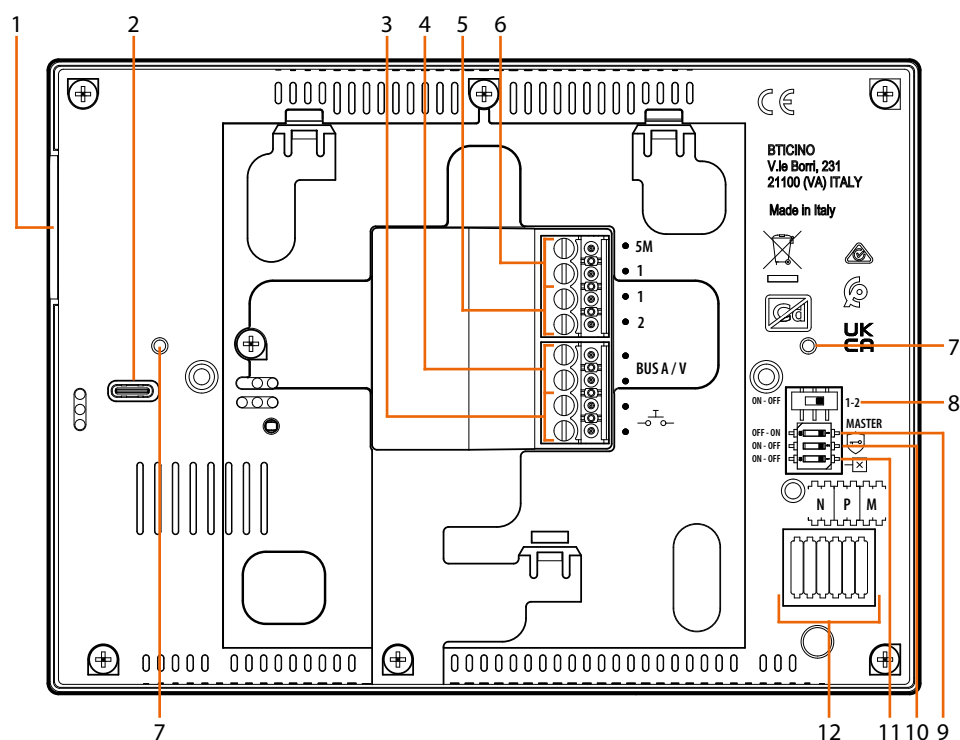 1
2
3
4
5
6
CE
BTICINO
V.le Borri, 231
21100 (VA) ITALY
Made in Italy
5M
1
1
2
Cd
UK
CA
BUS A / V
7
ON - OFF
1-2
8
MASTER
OFF - ON
ON - OFF
ON - OFF
N P M
7
12
11
10
9